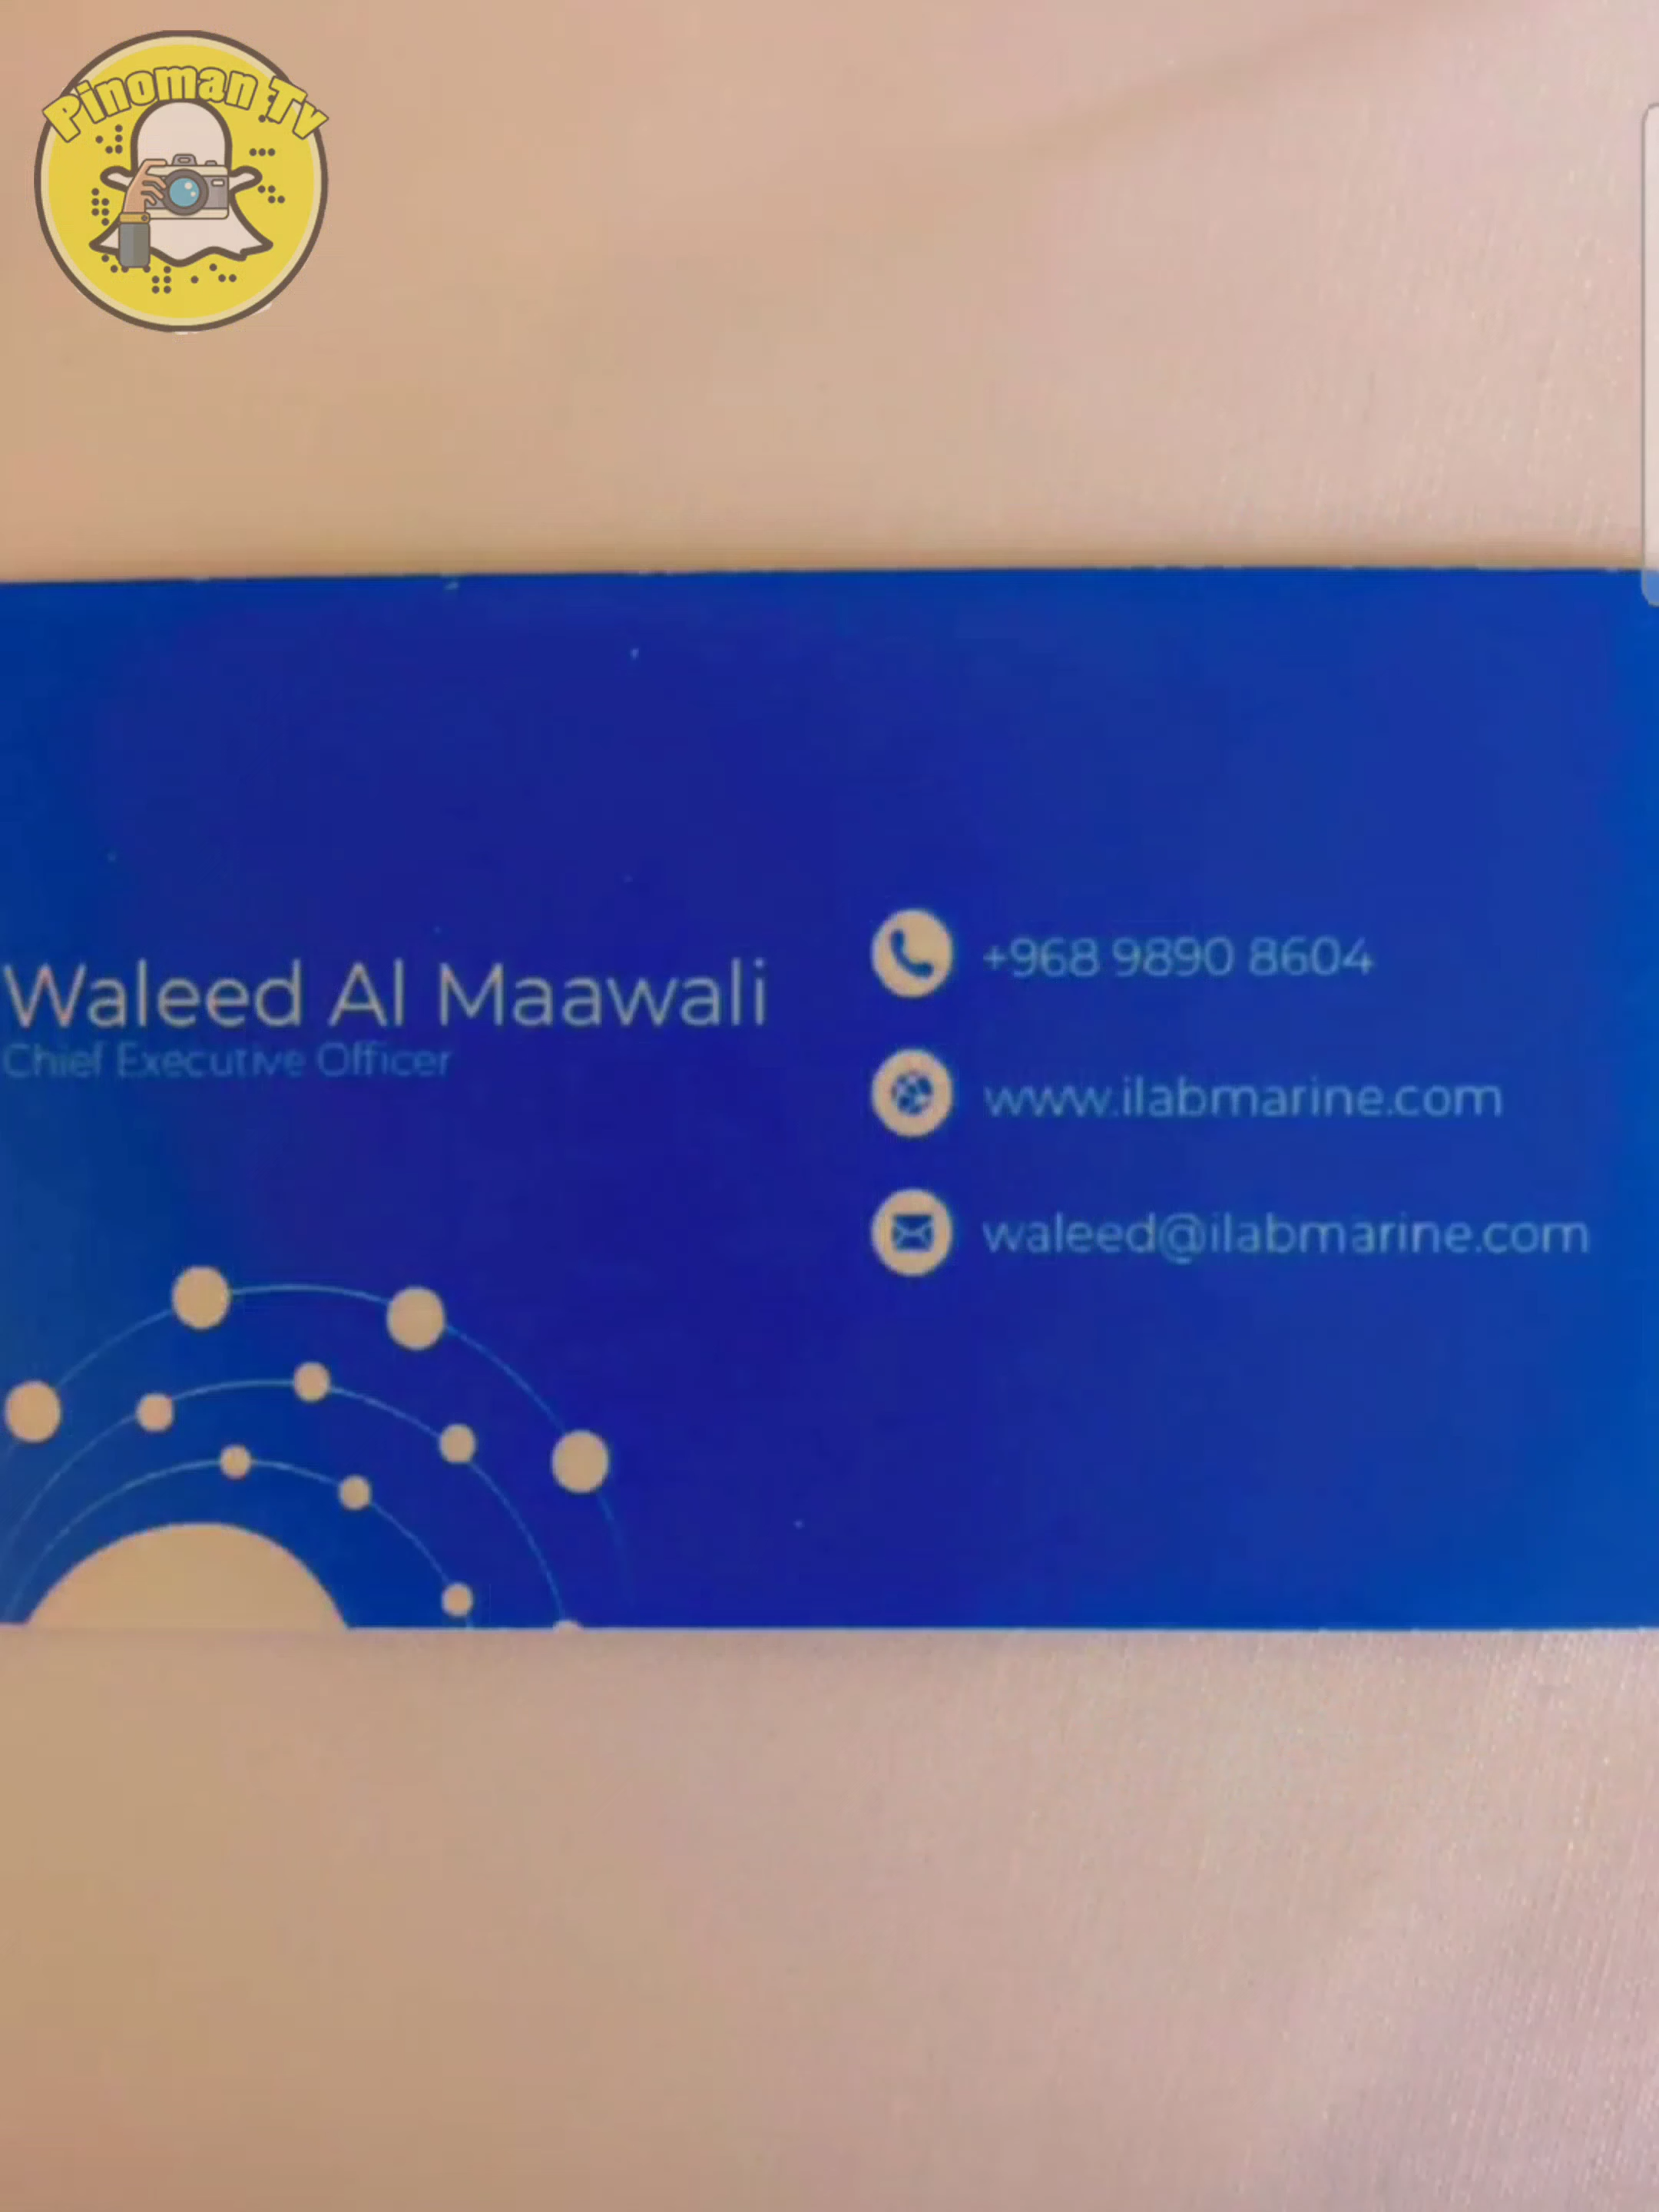 Pinoman Tv
Waleed Al Maawali
Chief Executive Officer
+968 9890 8604
www.ilabmarine.com
waleed@ilabmarine.com